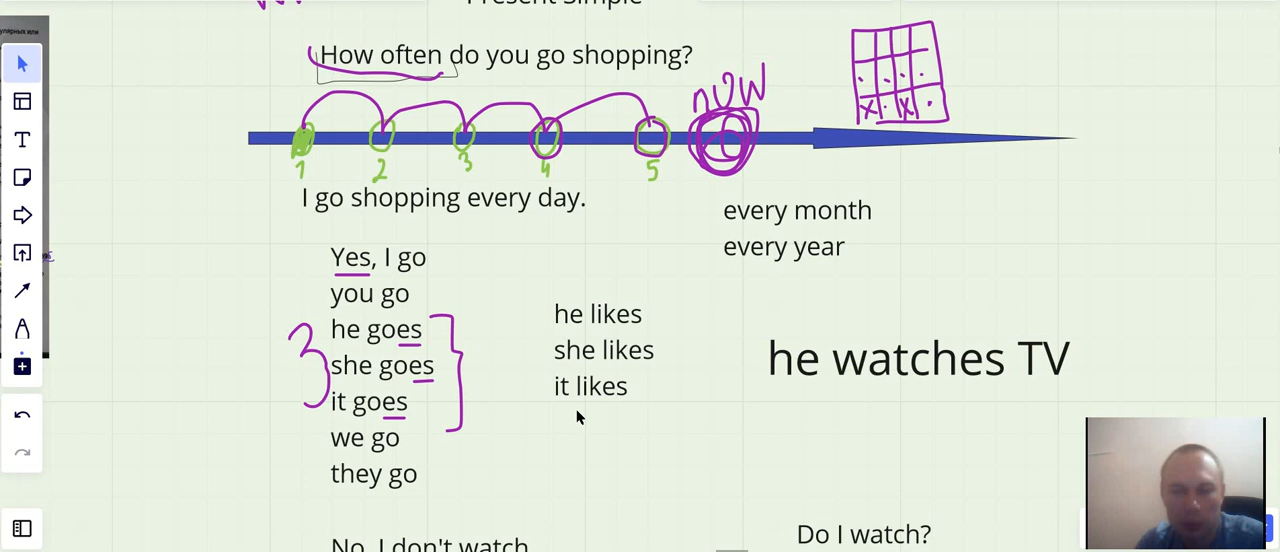 Present Simple
How often do you go shopping?
now
1 2 3 4 5
I go shopping every day.
every month
every year
Yes, I go
you go
he goes
she goes
it goes
we go
they go
3
he likes
she likes
it likes
he watches TV
Do I watch?
No, I don't watch